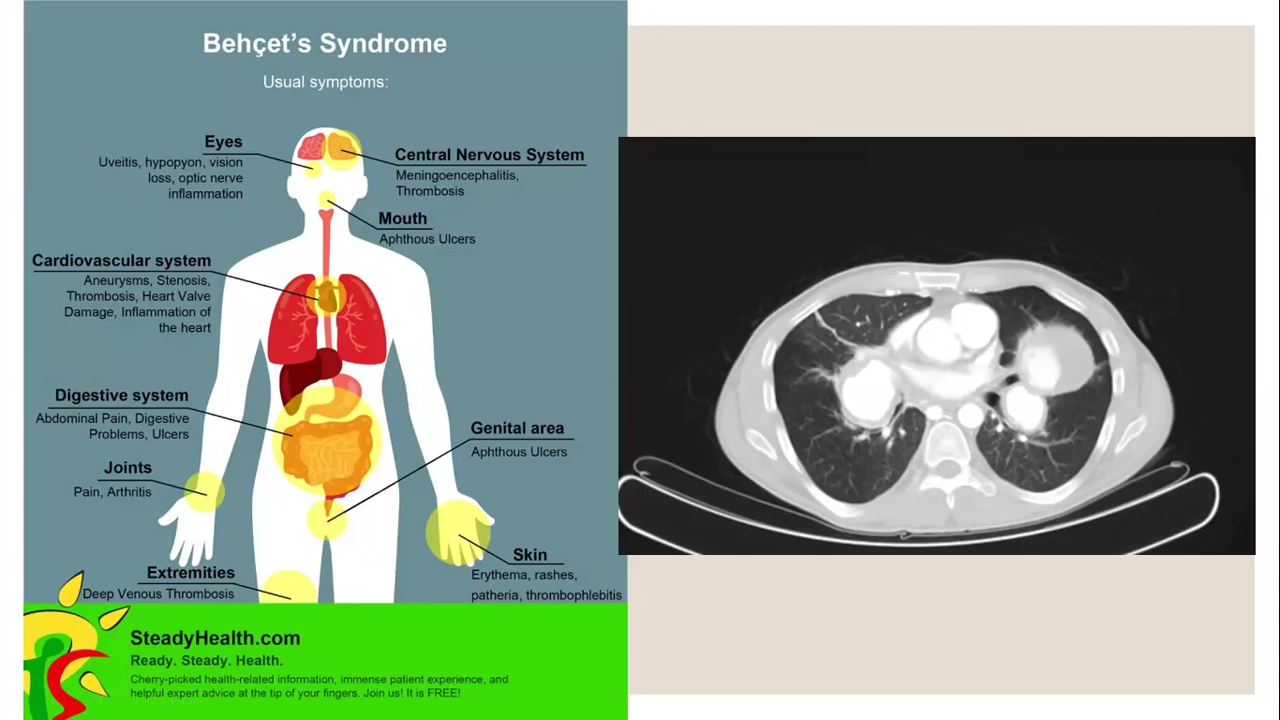 Behçet's Syndrome
Usual symptoms:
Eyes
Uveitis, hypopyon, vision
loss, optic nerve
inflammation
Central Nervous System
Meningoencephalitis,
Thrombosis
Mouth
Aphthous Ulcers
Cardiovascular system
Aneurysms, Stenosis,
Thrombosis, Heart Valve
Damage, Inflammation of
the heart
Digestive system
Abdominal Pain, Digestive
Problems, Ulcers
Genital area
Aphthous Ulcers
Joints
Pain, Arthritis
Skin
Erythema, rashes,
patheria, thrombophlebitis
Extremities
Deep Venous Thrombosis
SteadyHealth.com
Ready. Steady. Health.
Cherry-picked health-related information, immense patient experience, and
helpful expert advice at the tip of your fingers. Join us! It is FREE!